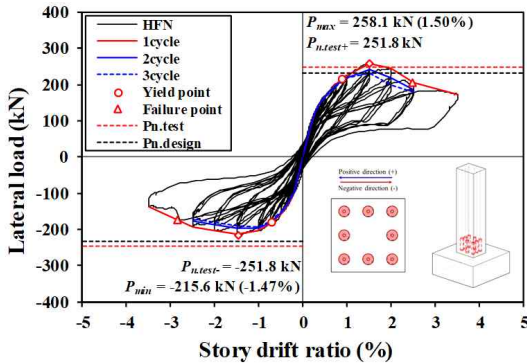 HFN
1cycle
2cycle
3cycle
Yield point
Failure point
Pn.test
Pn.design
Pmax = 258.1 kN (1.50%)
Pn.test+ = 251.8 kN
Lateral load (kN)
400
300
200
100
0
-100
-200
-300
-400
Positive direction (+)
Negative direction (-)
Pn.test- = -251.8 kN
Pmin = -215.6 kN (-1.47%)
-5 -4 -3 -2 -1 0 1 2 3 4 5
Story drift ratio (%)